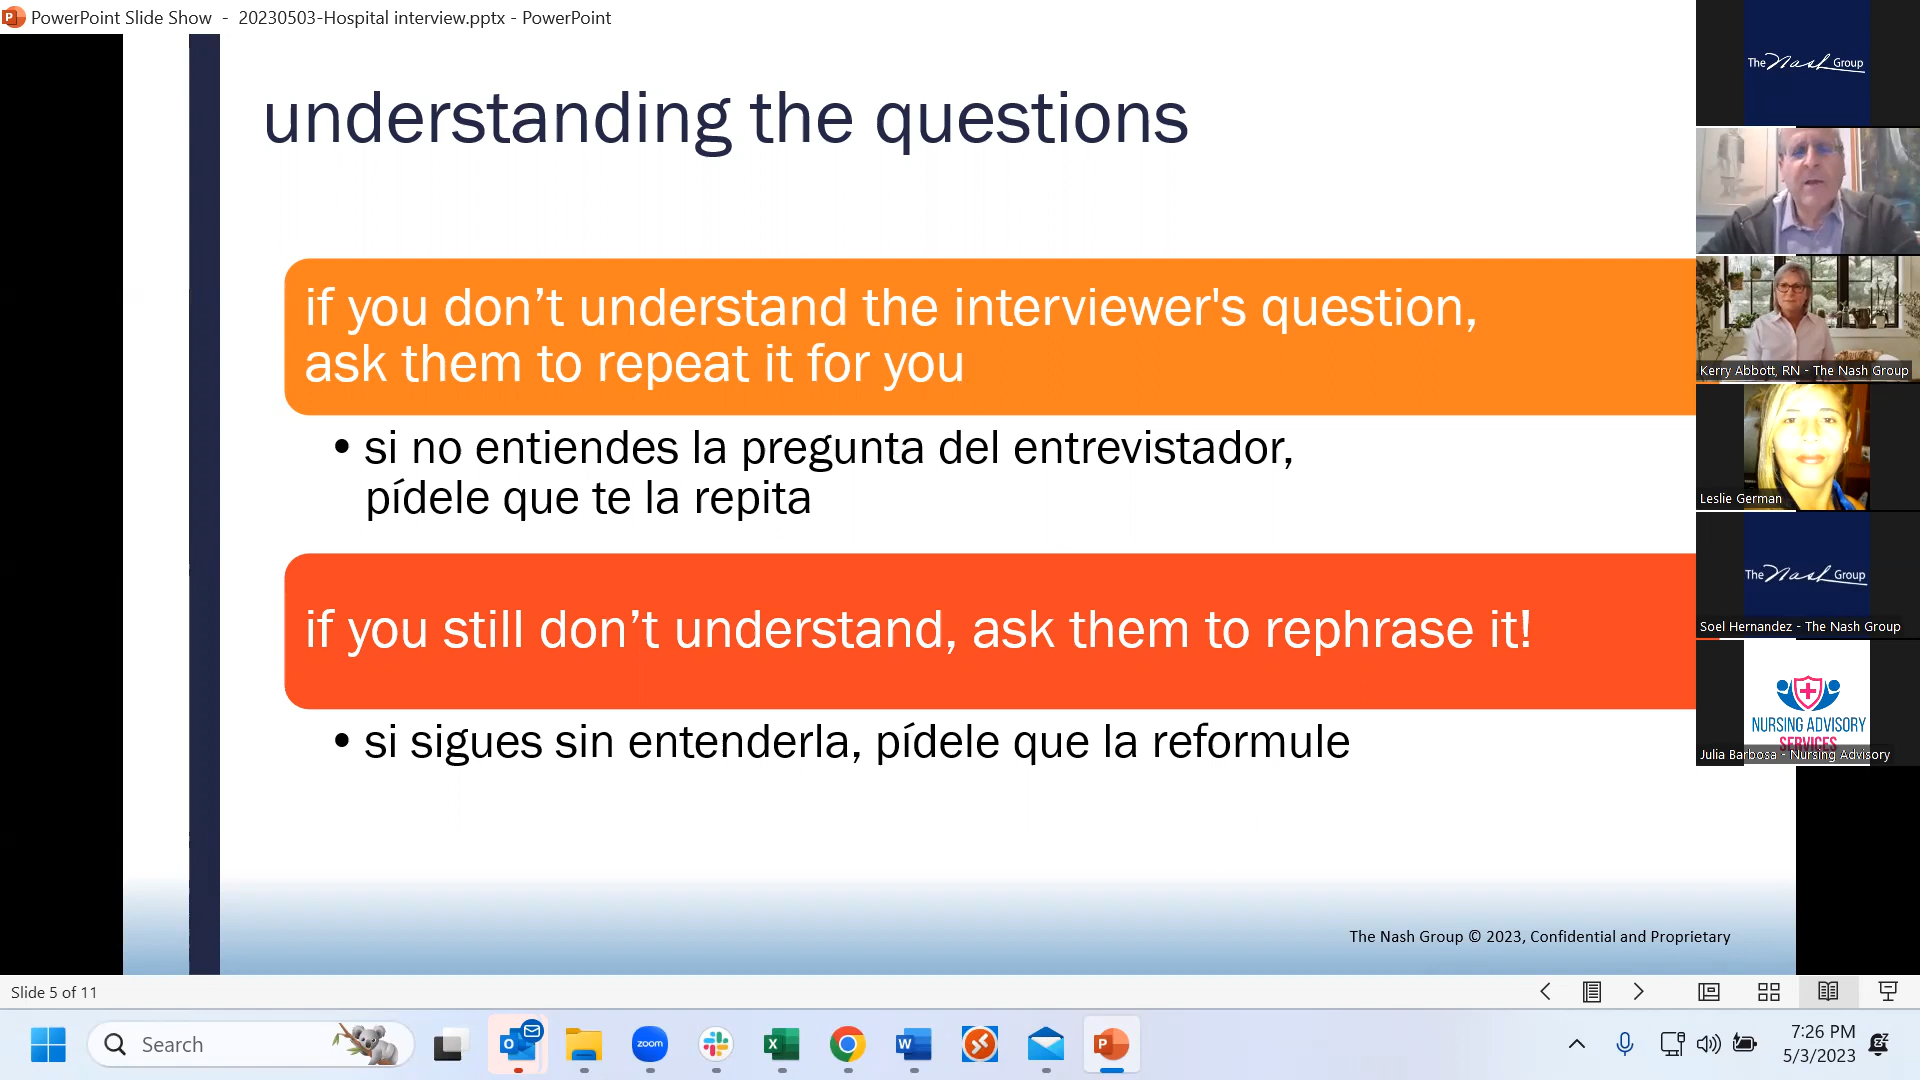 PowerPoint Slide Show - 20230503-Hospital interview.pptx - PowerPoint
understanding the questions
if you don’t understand the interviewer's question,
ask them to repeat it for you
• si no entiendes la pregunta del entrevistador,
pídele que te la repita
if you still don’t understand, ask them to rephrase it!
• si sigues sin entenderla, pídele que la reformule
The Nash Group © 2023, Confidential and Proprietary
The Nash Group
Kerry Abbott, RN - The Nash Group
Leslie German
The Nash Group
Soel Hernandez - The Nash Group
NURSING ADVISORY
SERVICES
Julia Barbosa - Nursing Advisory
Slide 5 of 11
Search
zoom
7:26 PM
5/3/2023